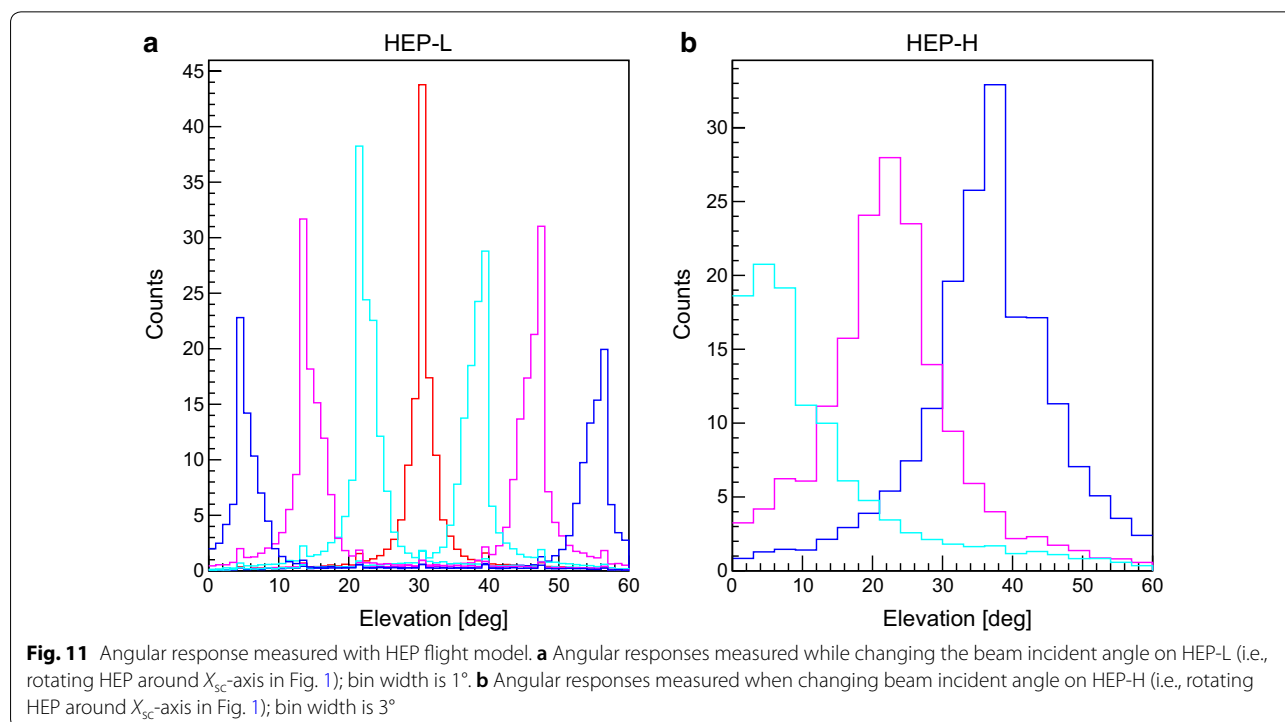 a
HEP-L
45
40
35
30
25
20
15
10
5
0
Counts
0 10 20 30 40 50 60
Elevation [deg]
b
HEP-H
30
25
20
15
10
5
0
Counts
0 10 20 30 40 50 60
Elevation [deg]
Fig. 11 Angular response measured with HEP flight model. a Angular responses measured while changing the beam incident angle on HEP-L (i.e.,
rotating HEP around Xsc-axis in Fig. 1); bin width is 1°. b Angular responses measured when changing beam incident angle on HEP-H (i.e., rotating
HEP around Xsc-axis in Fig. 1); bin width is 3°